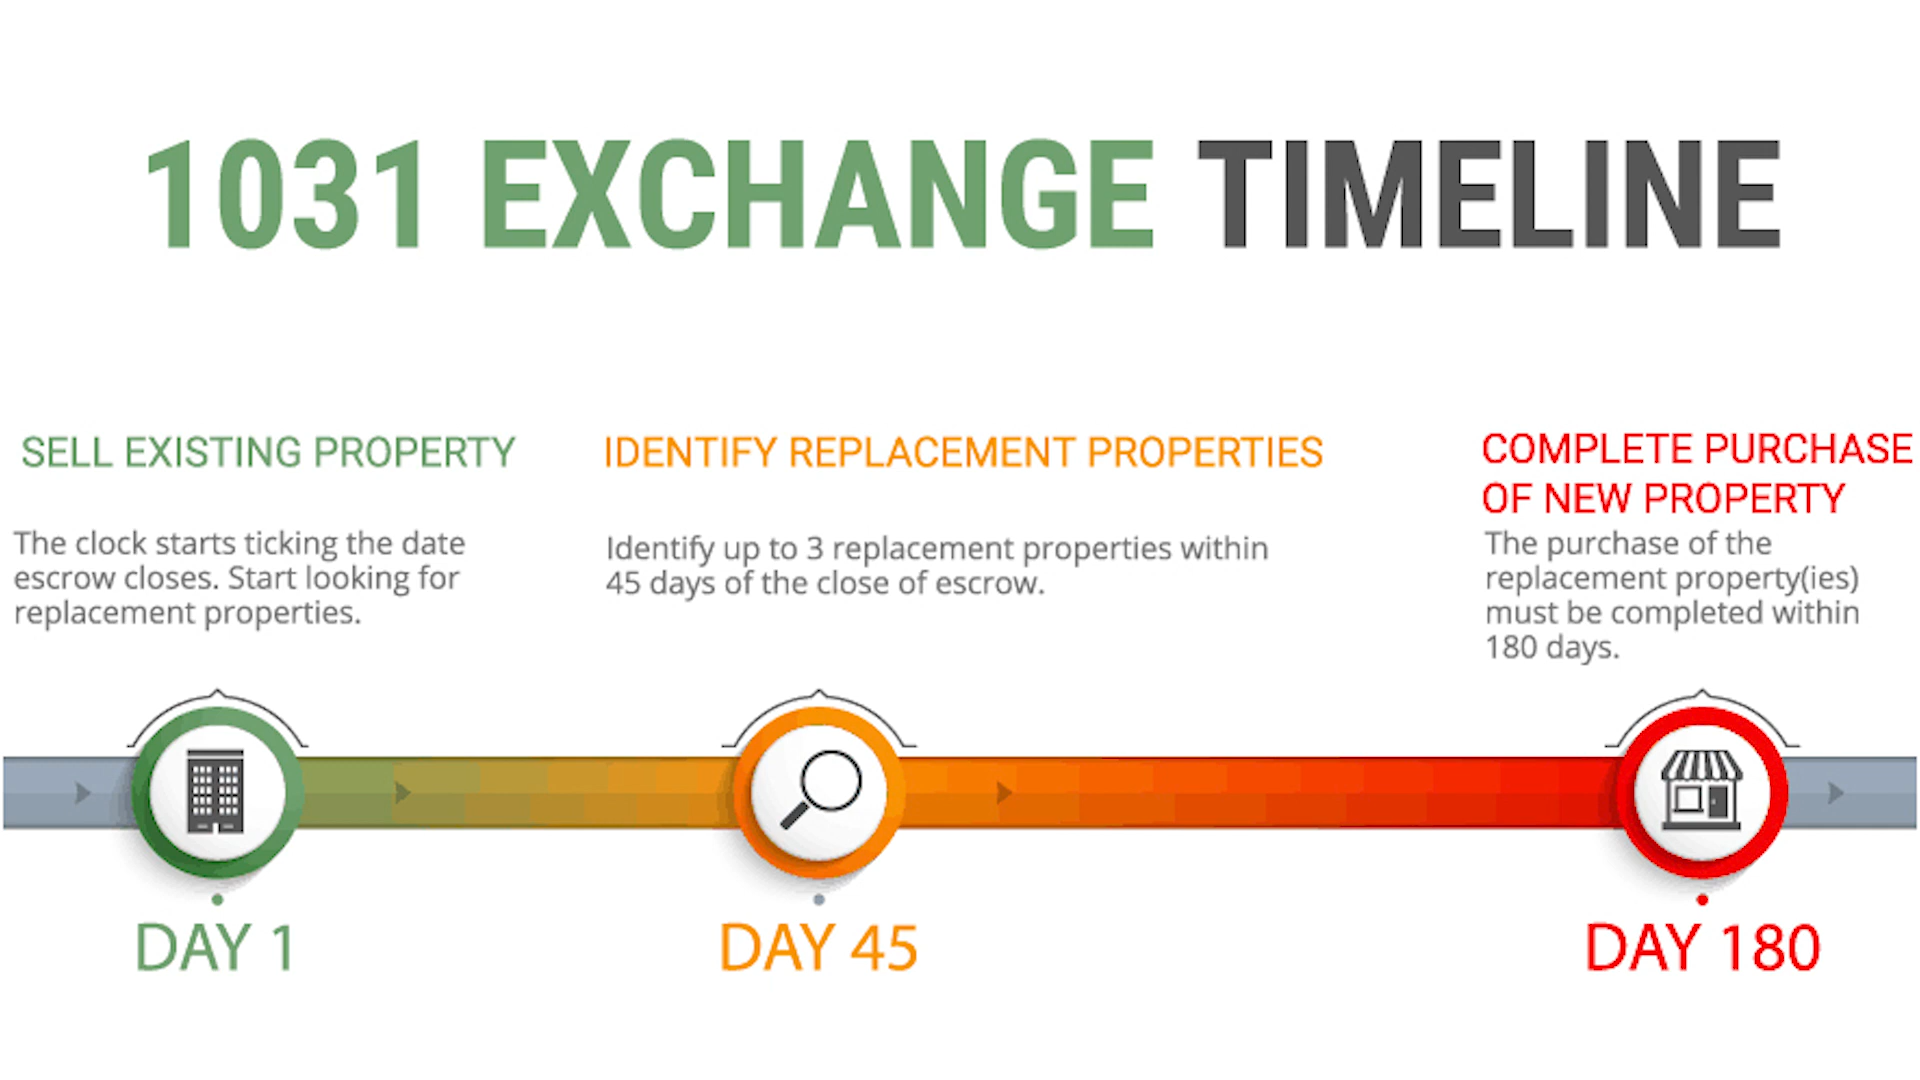 1031 EXCHANGE TIMELINE
SELL EXISTING PROPERTY
The clock starts ticking the date
escrow closes. Start looking for
replacement properties.
IDENTIFY REPLACEMENT PROPERTIES
Identify up to 3 replacement properties within
45 days of the close of escrow.
COMPLETE PURCHASE
OF NEW PROPERTY
The purchase of the
replacement property(ies)
must be completed within
180 days.
DAY 1
DAY 45
DAY 180